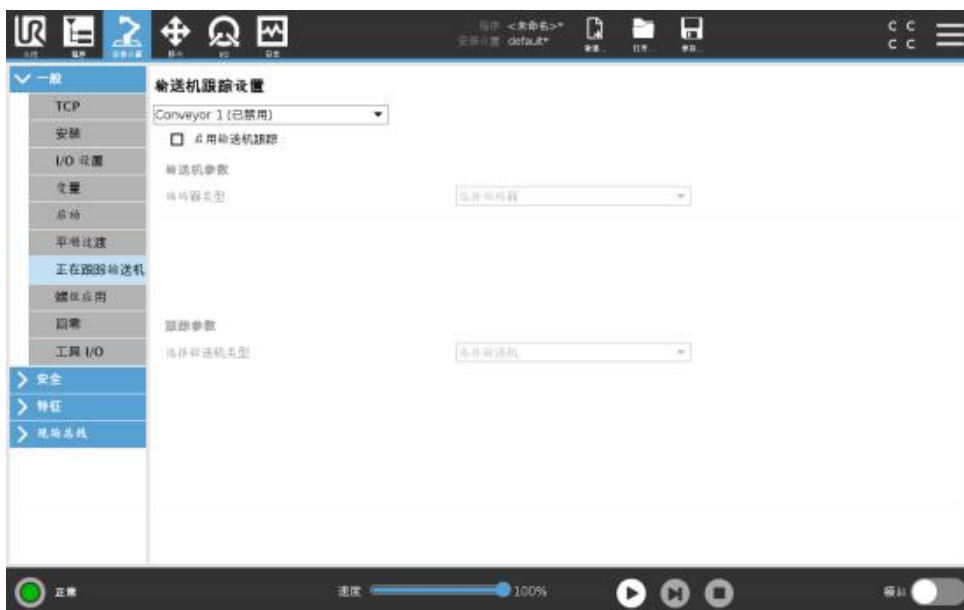 UR
程序 <未命名>*
安装设置 default*
新建...
打开...
保存...
C C
C C
运行
程序
安装设置
移动
I/O
日志
一般
TCP
安装
I/O 设置
变量
启动
平顺过渡
正在跟踪输送机
螺丝应用
回零
工具 I/O
安全
特征
现场总线
输送机跟踪设置
Conveyor 1 (已禁用)
启用输送机跟踪
输送机参数
编码器类型
选择编码器
跟踪参数
选择输送机类型
选择输送机
正常
速度
100%
模拟